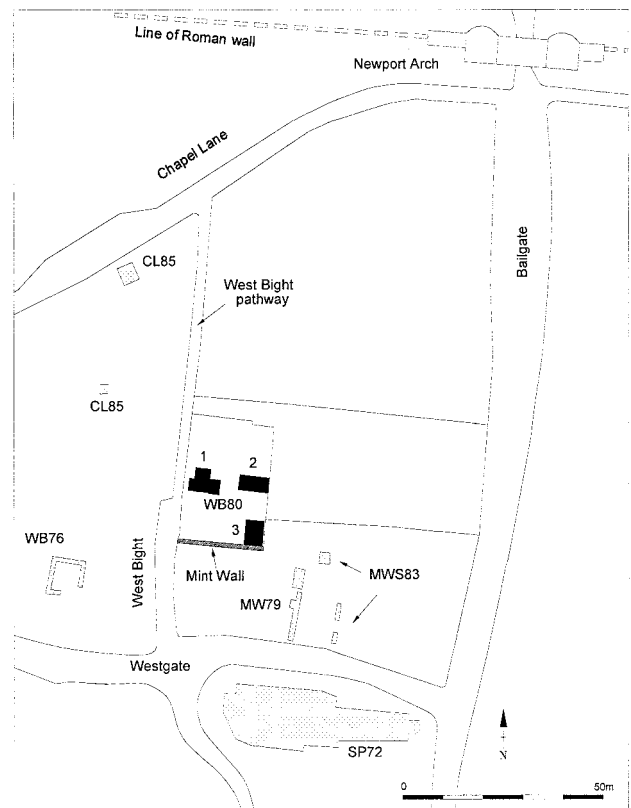 Line of Roman wall
Newport Arch
Chapel Lane
Bailgate
CL85
West Bight
pathway
CL85
1
2
WB80
3
WB76
West Bight
Mint Wall
MW79
MWS83
Westgate
SP72
N
0
50m